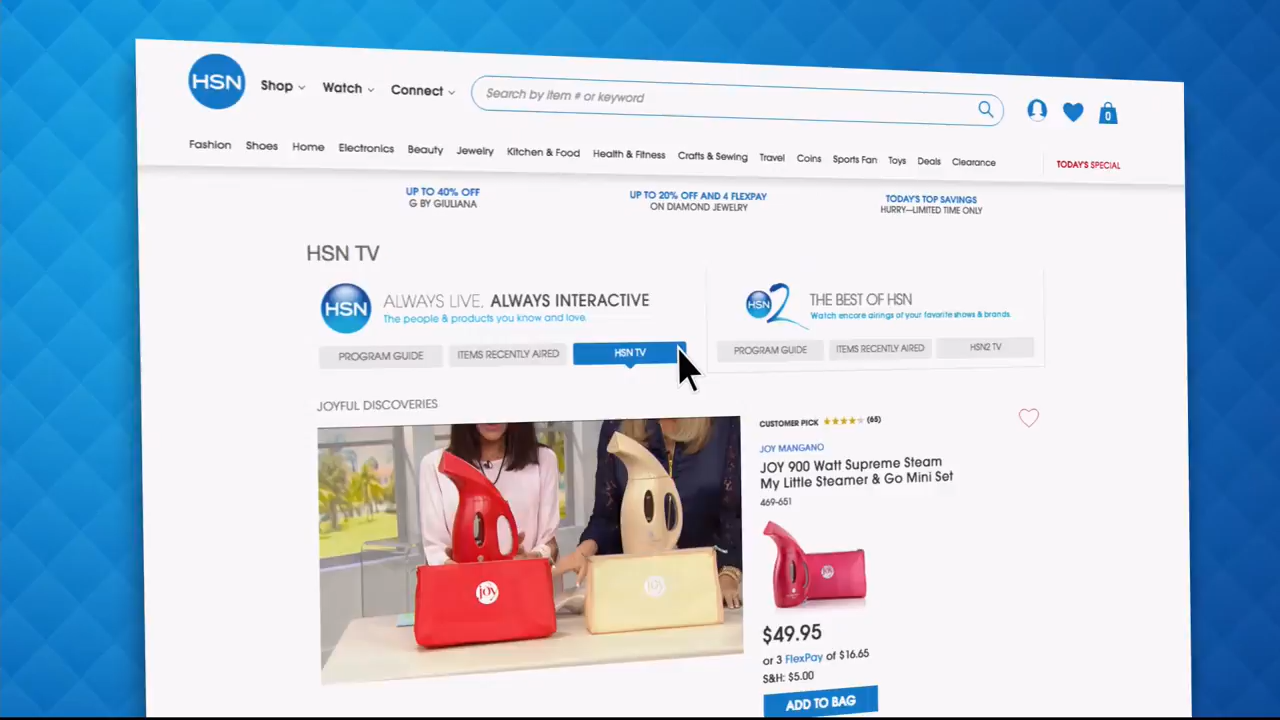 HSN
Shop
Watch
Connect
Search by item # or keyword
0
Fashion
Shoes
Home
Electronics
Beauty
Jewelry
Kitchen & Food
Health & Fitness
Crafts & Sewing
Travel
Coins
Sports Fan
Toys
Deals
Clearance
TODAY'S SPECIAL
UP TO 40% OFF
G BY GIULIANA
UP TO 20% OFF AND 4 FLEXPAY
ON DIAMOND JEWELRY
TODAY'S TOP SAVINGS
HURRY—LIMITED TIME ONLY
HSN TV
HSN
ALWAYS LIVE. ALWAYS INTERACTIVE
The people & products you know and love.
PROGRAM GUIDE
ITEMS RECENTLY AIRED
HSN TV
HSN 2
THE BEST OF HSN
Watch encore airings of your favorite shows & brands.
PROGRAM GUIDE
ITEMS RECENTLY AIRED
HSN2 TV
JOYFUL DISCOVERIES
joy
joy
CUSTOMER PICK
(65)
JOY MANGANO
JOY 900 Watt Supreme Steam
My Little Steamer & Go Mini Set
469-651
$49.95
or 3 FlexPay of $16.65
S&H: $5.00
ADD TO BAG